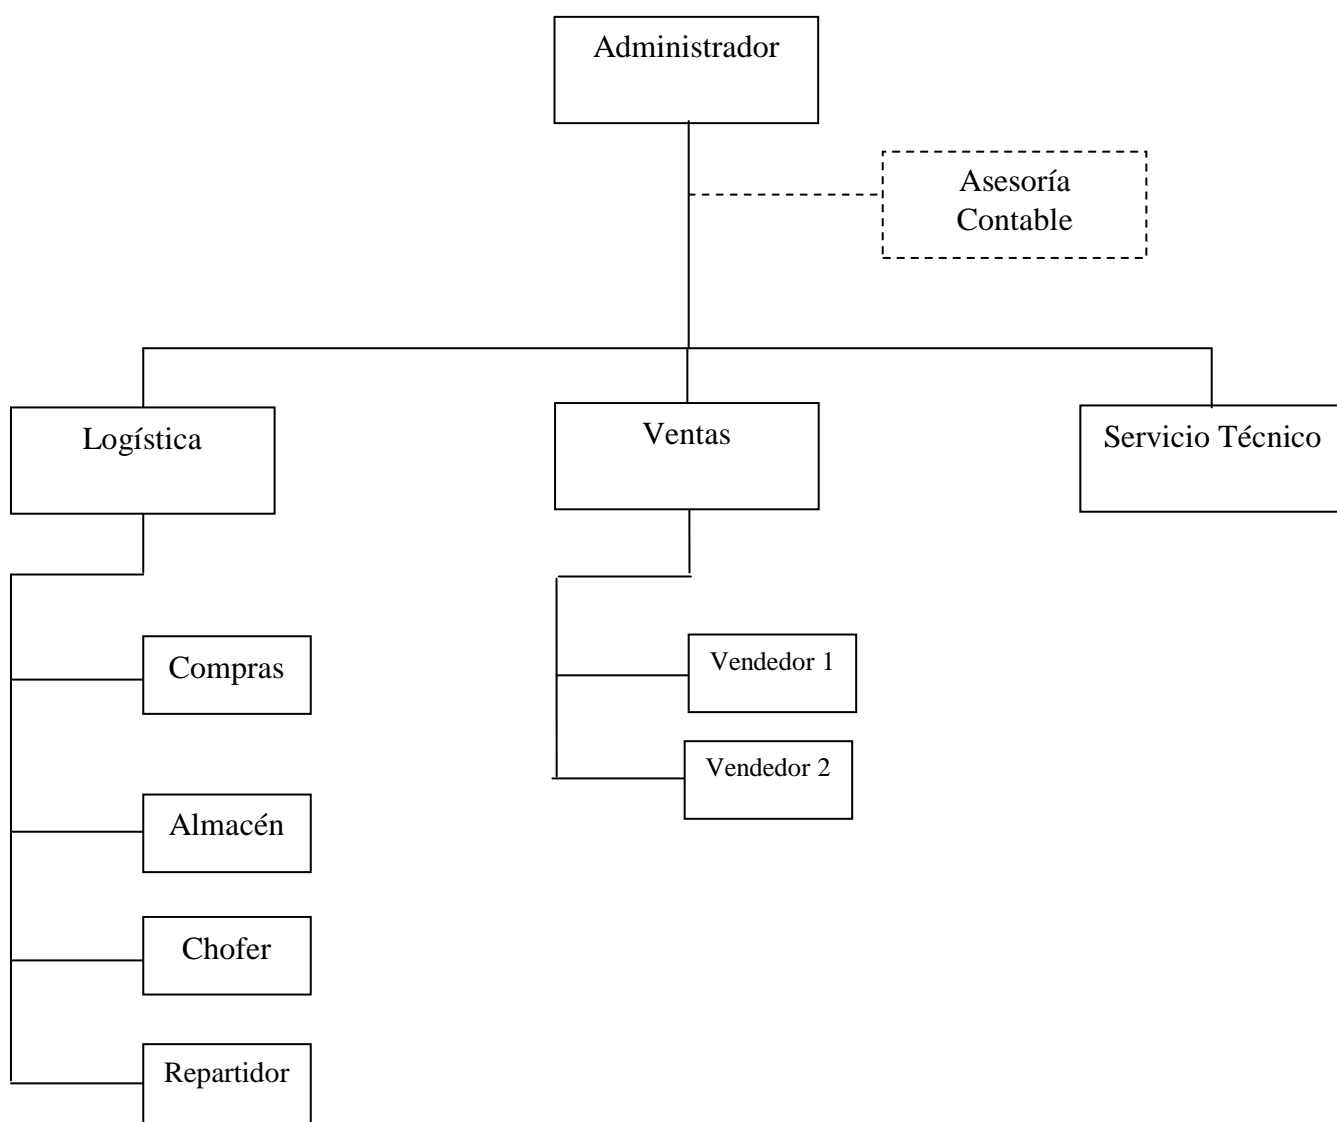 Administrador
Asesoría
Contable
Logística
Ventas
Servicio Técnico
Compras
Almacén
Chofer
Repartidor
Vendedor 1
Vendedor 2